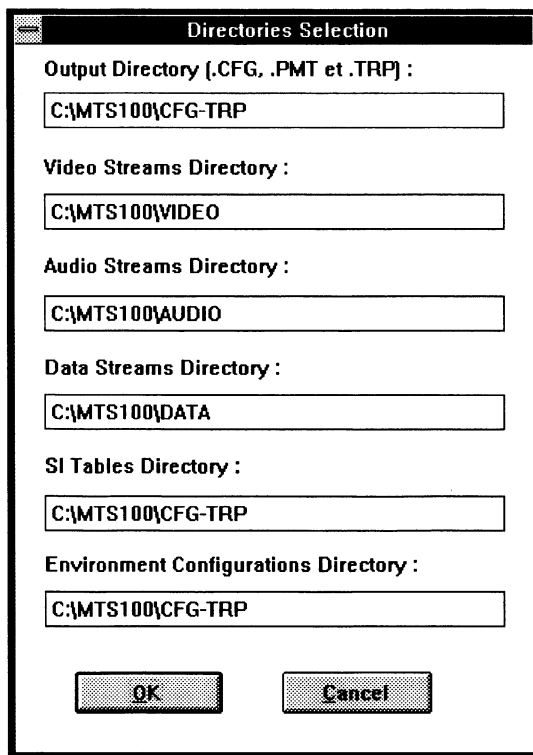 Directories Selection
Output Directory (.CFG, .PMT et .TRP) :
C:\MTS100\CFG-TRP
Video Streams Directory :
C:\MTS100\VIDEO
Audio Streams Directory :
C:\MTS100\AUDIO
Data Streams Directory :
C:\MTS100\DATA
SI Tables Directory :
C:\MTS100\CFG-TRP
Environment Configurations Directory :
C:\MTS100\CFG-TRP
OK Cancel